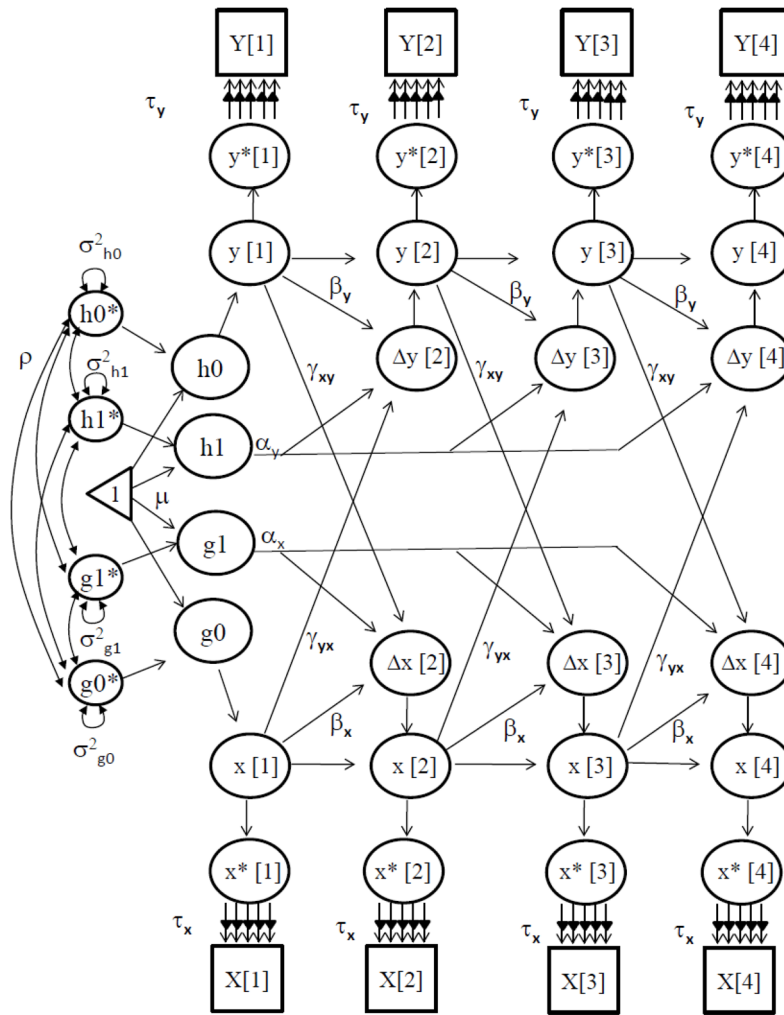 Y[1] Y[2] Y[3] Y[4]
τy τy τy τy
y*[1] y*[2] y*[3] y*[4]
σ²h0
y [1] y [2] y [3] y [4]
h0*
βy βy βy
ρ
σ²h1
h0
γxy Δy [2] γxy Δy [3] γxy Δy [4]
h1*
h1 αy
1 μ
g1 αx
g1*
σ²g1
g0
γyx Δx [2] γyx Δx [3] γyx Δx [4]
g0*
βx βx βx
σ²g0
x [1] x [2] x [3] x [4]
x* [1] x* [2] x* [3] x* [4]
τx τx τx τx
X[1] X[2] X[3] X[4]